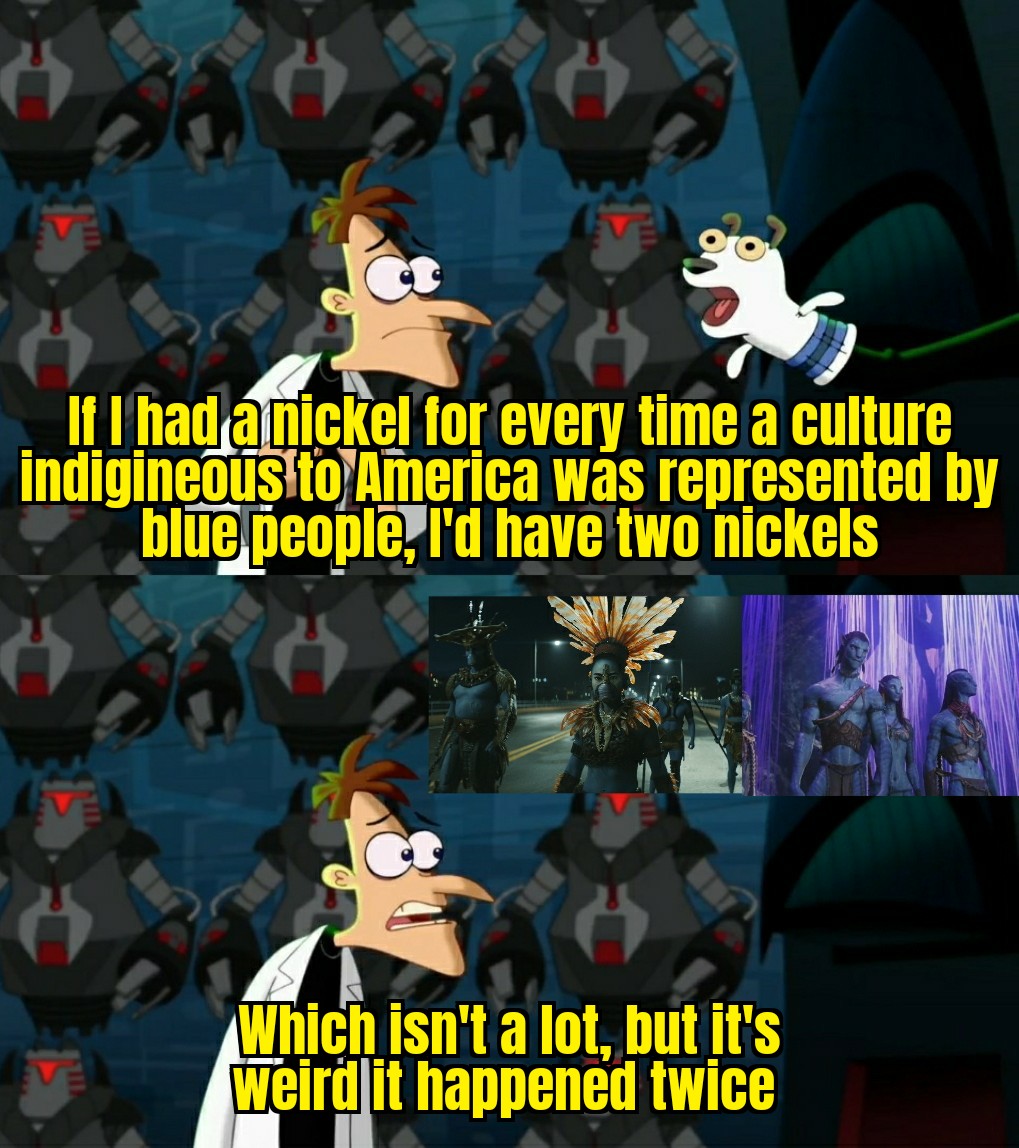 If I had a nickel for every time a culture
indigineous to America was represented by
blue people, I'd have two nickels
Which isn't a lot, but it's
weird it happened twice